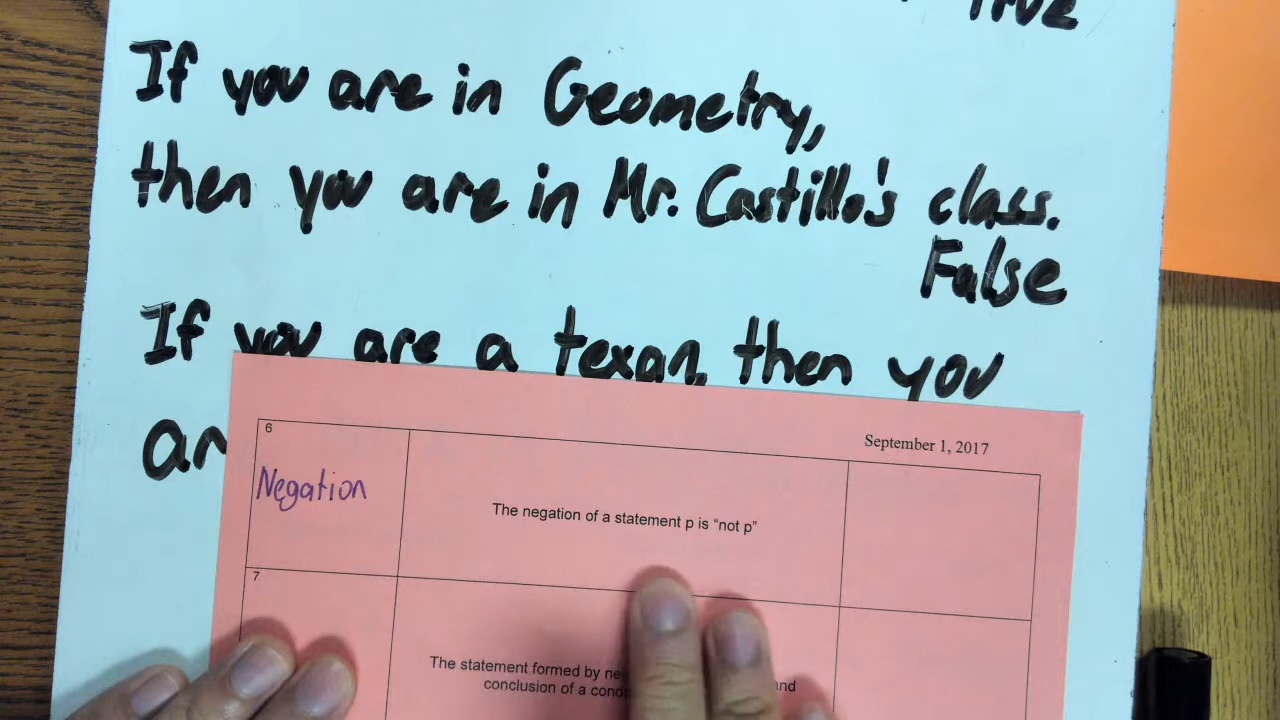 True
If you are in Geometry,
then you are in Mr. Castillo's class.
False
If you are a texan, then you
September 1, 2017
6
Negation
The negation of a statement p is "not p"
7
The statement formed by
conclusion of a